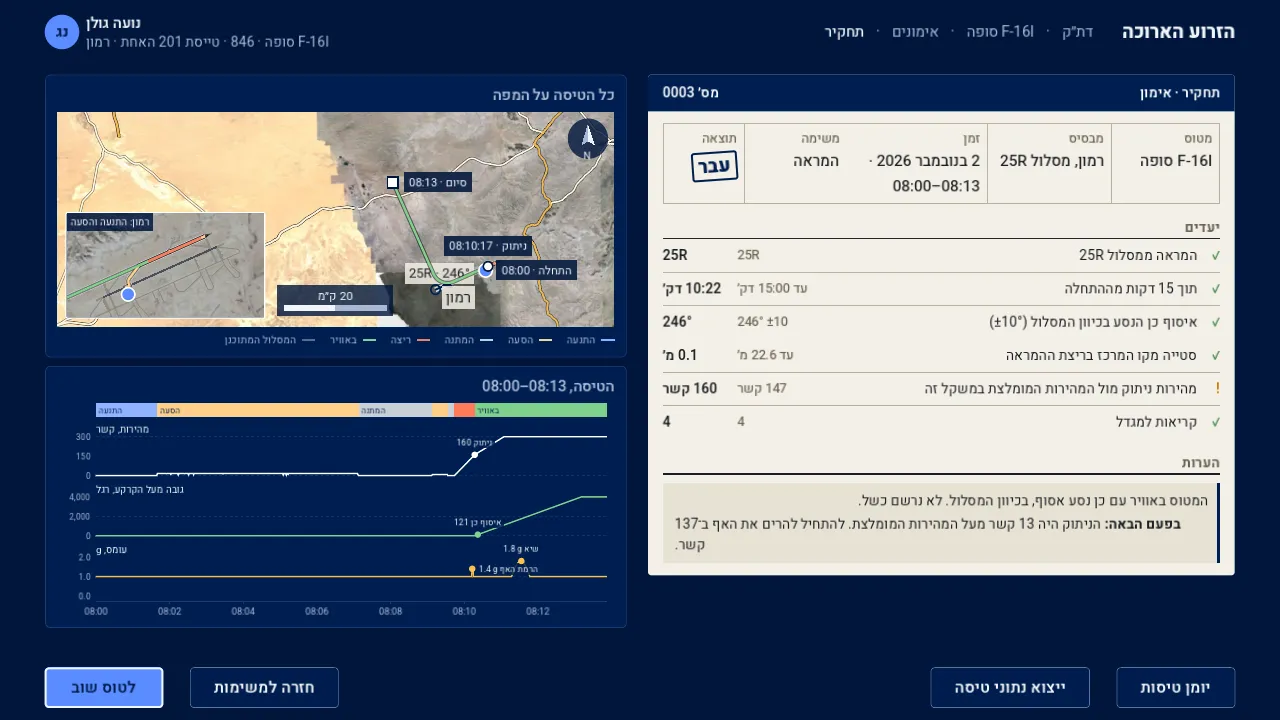 הזרוע הארוכה
דת״ק · F-16I סופה · אימונים · תחקיר
נועה גולן
F-16I סופה · 846 · טייסת 201 האחת · רמון
נג
תחקיר · אימון
מס׳ 0003
מטוס
F-16I סופה
מבסיס
רמון, מסלול 25R
זמן
2 בנובמבר 2026 ·
08:00–08:13
משימה
המראה
תוצאה
עבר
יעדים
✓ המראה ממסלול 25R 25R 25R
✓ תוך 15 דקות מההתחלה עד 15:00 דק׳ 10:22 דק׳
✓ איסוף כן הנסע בכיוון המסלול (±10°) 246° ±10 246°
✓ סטייה מקו המרכז בריצת ההמראה עד 22.6 מ׳ 0.1 מ׳
! מהירות ניתוק מול המהירות המומלצת במשקל זה 147 קשר 160 קשר
✓ קריאות למגדל 4 4
הערות
המטוס באוויר עם כן נסע אסוף, בכיוון המסלול. לא נרשם כשל.
בפעם הבאה: הניתוק היה 13 קשר מעל המהירות המומלצת. להתחיל להרים את האף ב־137
קשר.
כל הטיסה על המפה
N
סיום · 08:13
ניתוק · 08:10:17
התחלה · 08:00
25R · 246°
רמון
רמון: התנעה והסעה
20 ק״מ
התנעה הסעה המתנה ריצה באוויר המסלול המתוכנן
הטיסה, 08:00–08:13
התנעה הסעה המתנה באוויר
מהירות, קשר
300
150
0
ניתוק 160
גובה מעל הקרקע, רגל
4,000
2,000
0
איסוף כן 121
עומס, g
2.0
1.0
0.0
שיא 1.8 g
הרמת האף 1.4 g
08:00 08:02 08:04 08:06 08:08 08:10 08:12
יומן טיסות
ייצוא נתוני טיסה
חזרה למשימות
לטוס שוב